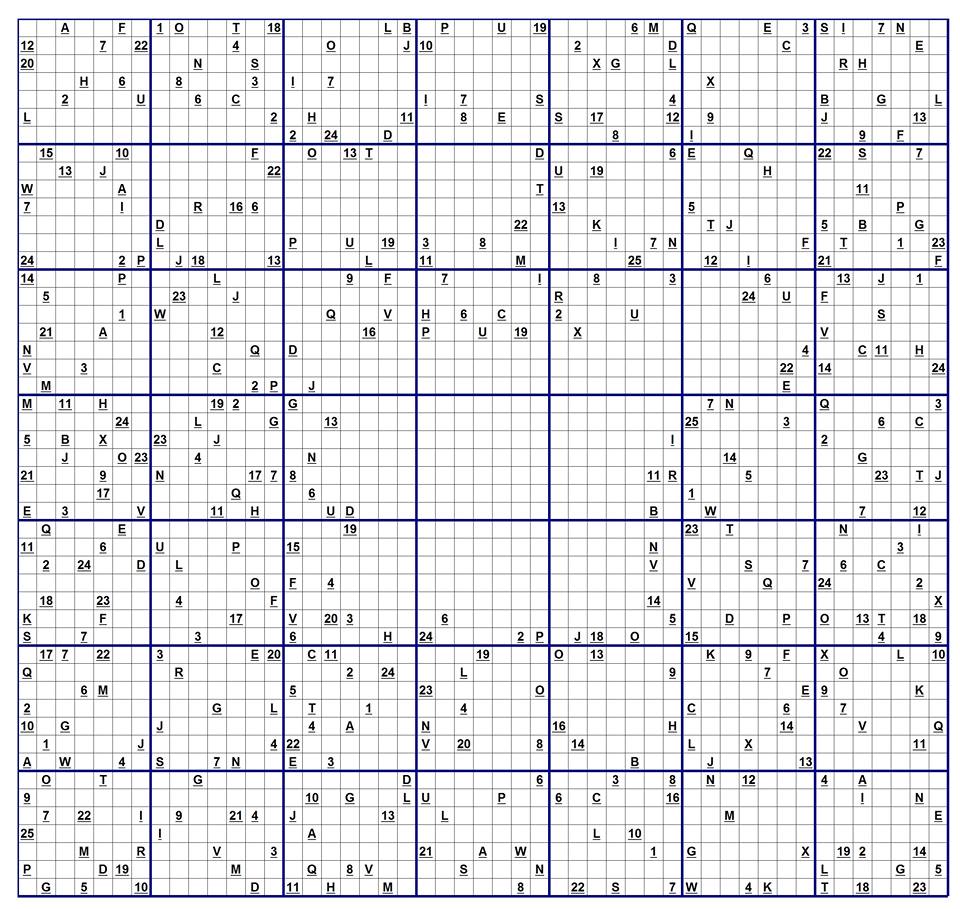 A F 1 O T 18 L B P U 19 6 M Q E 3 S I 7 N
12 7 22 4 O J 10 2 D C E
20 N S X G L R H
H 6 8 3 I 7 X
2 U 6 C I 7 S 4 B G L
L 2 H 11 8 E S 17 12 9 J 13
2 24 D 8 I 9 F
15 10 F O 13 T D 6 E Q 22 S 7
13 J 22 U 19 H
W A T 11
7 I R 16 6 13 5 P
D 22 K T J 5 B G
L P U 19 3 8 I 7 N F T 1 23
24 2 P J 18 13 L 11 M 25 12 I 21 F
14 P L 9 F 7 I 8 3 6 13 J 1
5 23 J R 24 U F
1 W Q V H 6 C 2 U S
21 A 12 16 P U 19 X V
N Q D 4 C 11 H
V 3 C 22 14 24
M 2 P J E
M 11 H 19 2 G 7 N Q 3
24 L G 13 25 3 6 C
5 B X 23 J I 2
J O 23 4 N 14 G
21 9 N 17 7 8 11 R 5 23 T J
17 Q 6 1
E 3 V 11 H U D B W 7 12
Q E 19 23 T N I
11 6 U P 15 N 3
2 24 D L V S 7 6 C
O F 4 V Q 24 2
18 23 4 F 14 X
K F 17 V 20 3 6 5 D P O 13 T 18
S 7 3 6 H 24 2 P J 18 O 15 4 9
17 7 22 3 E 20 C 11 19 O 13 K 9 F X L 10
Q R 2 24 L 9 7 O
6 M 5 23 O E 9 K
2 G L T 1 4 C 6 7
10 G J 4 A N 16 H 14 V Q
1 J 4 22 V 20 8 14 L X 11
A W 4 S 7 N E 3 B J 13
O T G D 6 3 8 N 12 4 A
9 10 G L U P 6 C 16 I N
7 22 I 9 21 4 J 13 L M E
25 I A L 10
M R V 3 21 A W 1 G X 19 2 14
P D 19 M Q 8 V S N L G 5
G 5 10 D 11 H M 8 22 S 7 W 4 K T 18 23